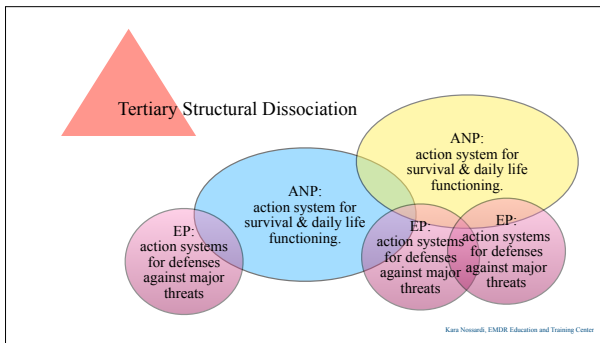 Tertiary Structural Dissociation
ANP:
action system for
survival & daily life
functioning.
ANP:
action system for
survival & daily life
functioning.
EP:
action systems
for defenses
against major
threats
EP:
action systems
for defenses
against major
threats
EP:
action systems
for defenses
against major
threats
Kara Nossardi, EMDR Education and Training Center